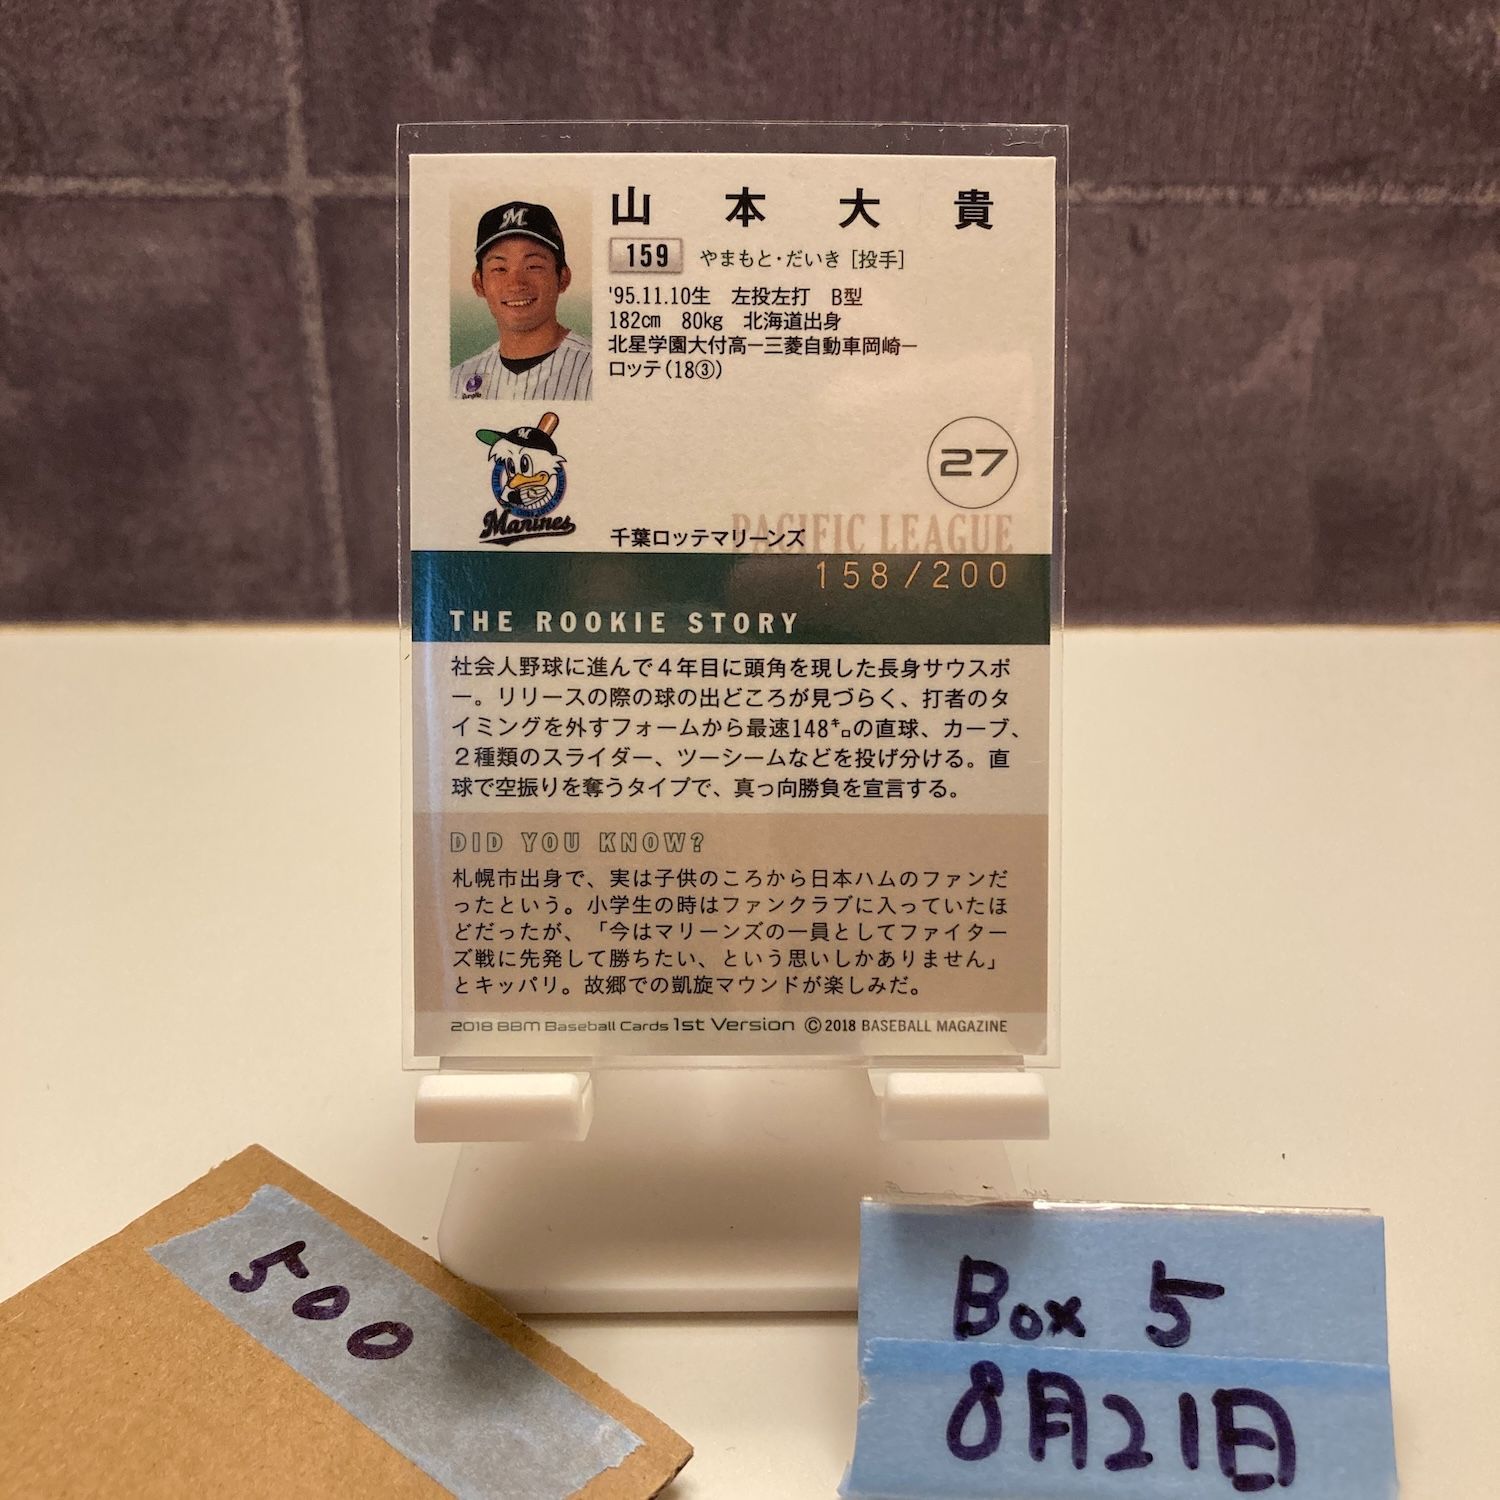 山本大貴
159 やまもと・だいき [投手]
'95.11.10生 左投左打 B型
182cm 80kg 北海道出身
北星学園大付高ー三菱自動車岡崎ー
ロッテ(18③)
M
M
27
Marines
千葉ロッテマリーンズ
PACIFIC LEAGUE
158/200
THE ROOKIE STORY
社会人野球に進んで4年目に頭角を現した長身サウスポ
ー。リリースの際の球の出どころが見づらく、打者のタ
イミングを外すフォームから最速148㌔の直球、カーブ、
2種類のスライダー、ツーシームなどを投げ分ける。直
球で空振りを奪うタイプで、真っ向勝負を宣言する。
DID YOU KNOW?
札幌市出身で、実は子供のころから日本ハムのファンだ
ったという。小学生の時はファンクラブに入っていたほ
どだったが、「今はマリーンズの一員としてファイター
ズ戦に先発して勝ちたい、という思いしかありません」
とキッパリ。故郷での凱旋マウンドが楽しみだ。
2018 BBM Baseball Cards 1st Version ©2018 BASEBALL MAGAZINE
500
Box 5
8月21日